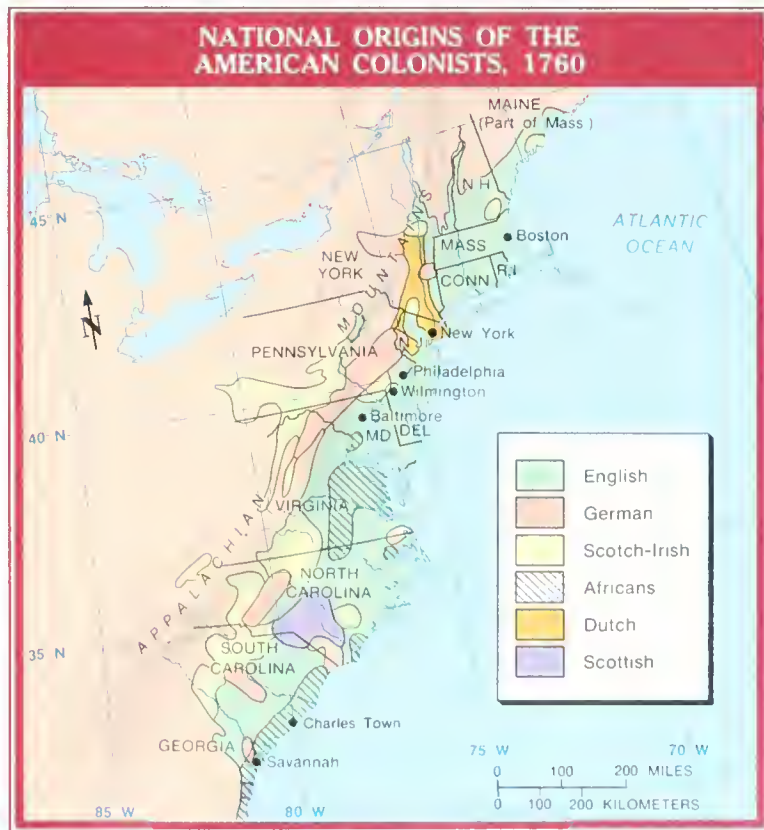 NATIONAL ORIGINS OF THE
AMERICAN COLONISTS, 1760
MAINE
(Part of Mass)
N H
45 N
ATLANTIC
OCEAN
Boston
MASS
NEW
YORK
CONN
R I
N
New York
N J
PENNSYLVANIA
Philadelphia
Wilmington
Baltimore
MD
DEL
40 N
English
German
Scotch-Irish
Africans
Dutch
Scottish
VIRGINIA
APPALACHIAN MOUNTAINS
NORTH
CAROLINA
35 N
SOUTH
CAROLINA
Charles Town
GEORGIA
Savannah
75 W
70 W
0 100 200 MILES
0 100 200 KILOMETERS
85 W
80 W